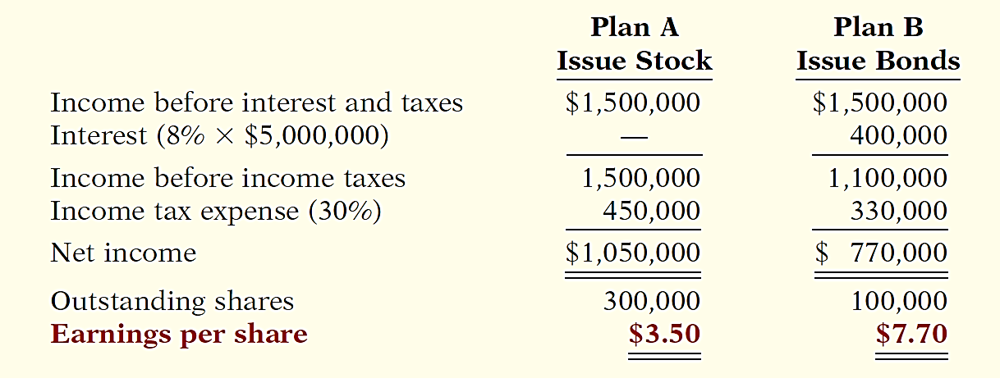 Plan A Plan B
Issue Stock Issue Bonds
Income before interest and taxes $1,500,000 $1,500,000
Interest (8% × $5,000,000) — 400,000
Income before income taxes 1,500,000 1,100,000
Income tax expense (30%) 450,000 330,000
Net income $1,050,000 $ 770,000
Outstanding shares 300,000 100,000
Earnings per share $3.50 $7.70